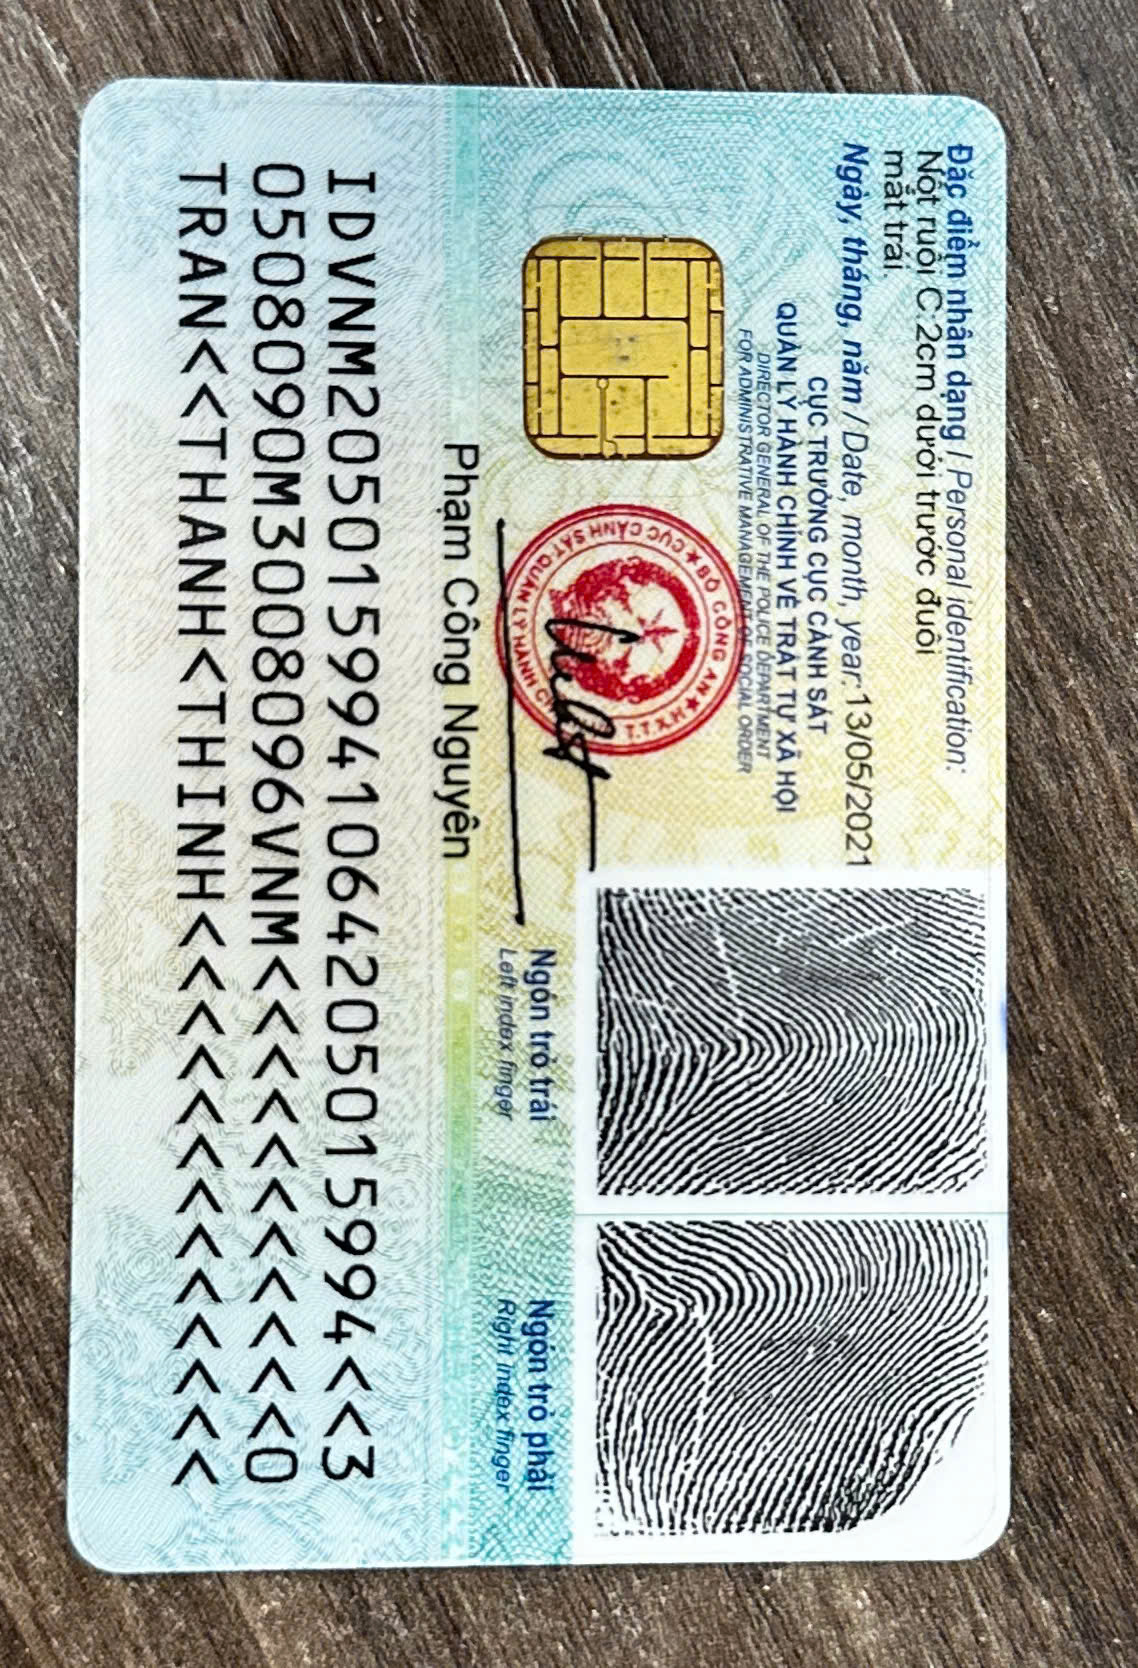 Đặc điểm nhân dạng / Personal identification:
Nốt ruồi C:2cm dưới trước đuôi
mắt trái.
Ngày, tháng, năm / Date, month, year: 13/05/2021
CỤC TRƯỞNG CỤC CẢNH SÁT
QUẢN LÝ HÀNH CHÍNH VỀ TRẬT TỰ XÃ HỘI
DIRECTOR GENERAL OF THE POLICE DEPARTMENT
FOR ADMINISTRATIVE MANAGEMENT OF SOCIAL ORDER
BỘ CÔNG AN
CỤC CẢNH SÁT QUẢN LÝ HÀNH CH
TTXH
Ngón trỏ trái
Left index finger
Ngón trỏ phải
Right index finger
Phạm Công Nguyên
IDVNM2050159941064205015994<<3
0508090M3008096VNM<<<<<<<<<<<0
TRAN<<THANH<THINH<<<<<<<<<<<<<